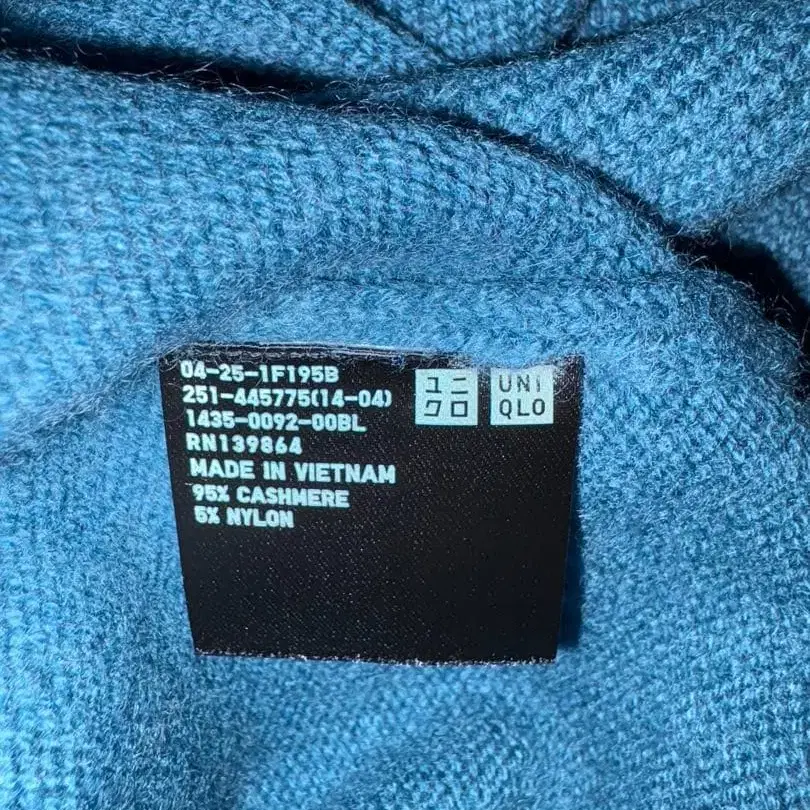 04-25-1F195B
251-445775(14-04)
1435-0092-00BL
RN139864
MADE IN VIETNAM
95% CASHMERE
5% NYLON
ユニ
クロ
UNI
QLO